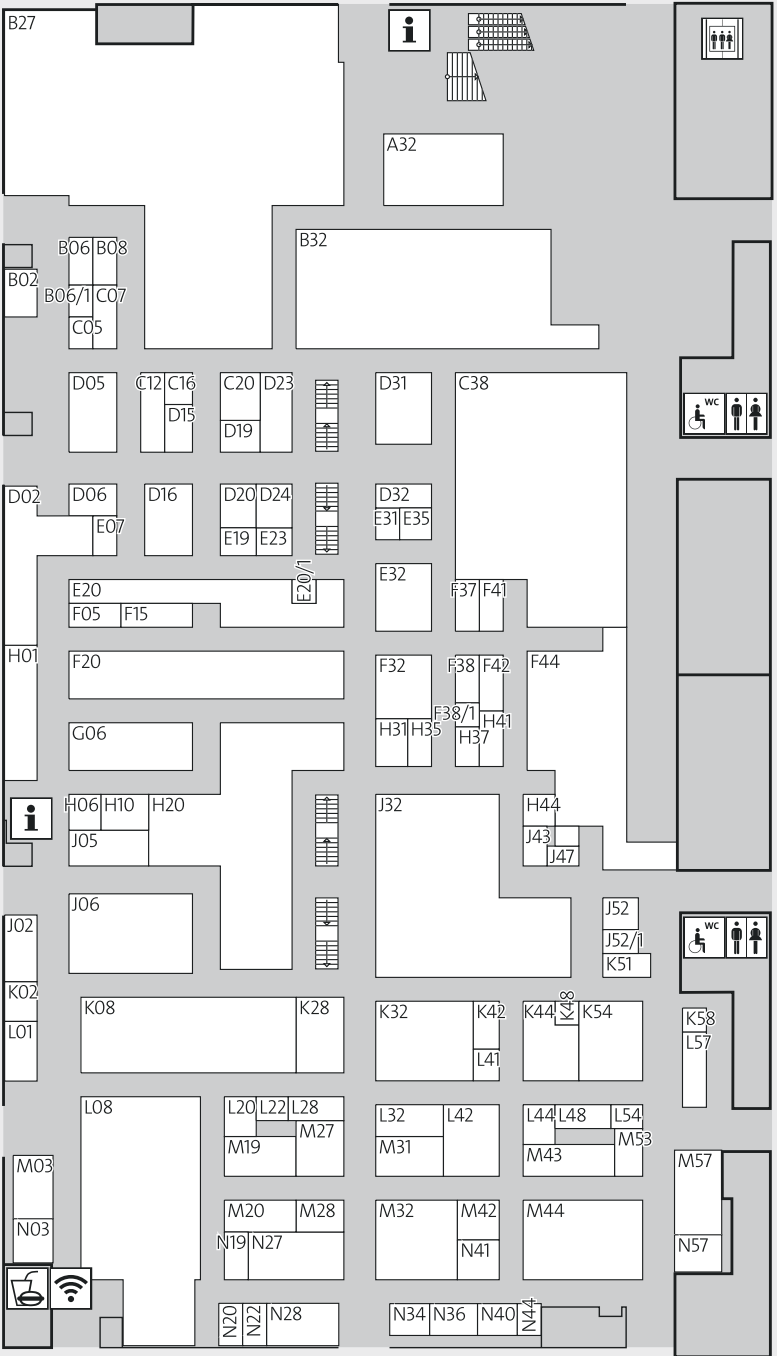 B27
A32
B32
B06 B08
B02
B06/1 C07
C05
D05
C12 C16
D15
C20 D23
D19
D31
C38
WC
D02
D06
E07
D16
D20 D24
E19 E23
D32
E31 E35
E20
E20/1
F05 F15
E32
F37 F41
H01
F20
F32
F38 F42
F44
F38/1
H41
H31 H35
H37
G06
H06 H10 H20
J05
J32
H44
J43
J47
J06
J02
J52
J52/1
K51
WC
K02
L01
K08
K28
K32
K42
L41
K44
K48
K54
K58
L57
L08
L20 L22 L28
M27
M19
L32
L42
M31
L44 L48 L54
M53
M43
M03
N03
M57
N57
M20 M28
N19 N27
M32
M42
N41
M44
N20
N22
N28
N34 N36 N40
N44